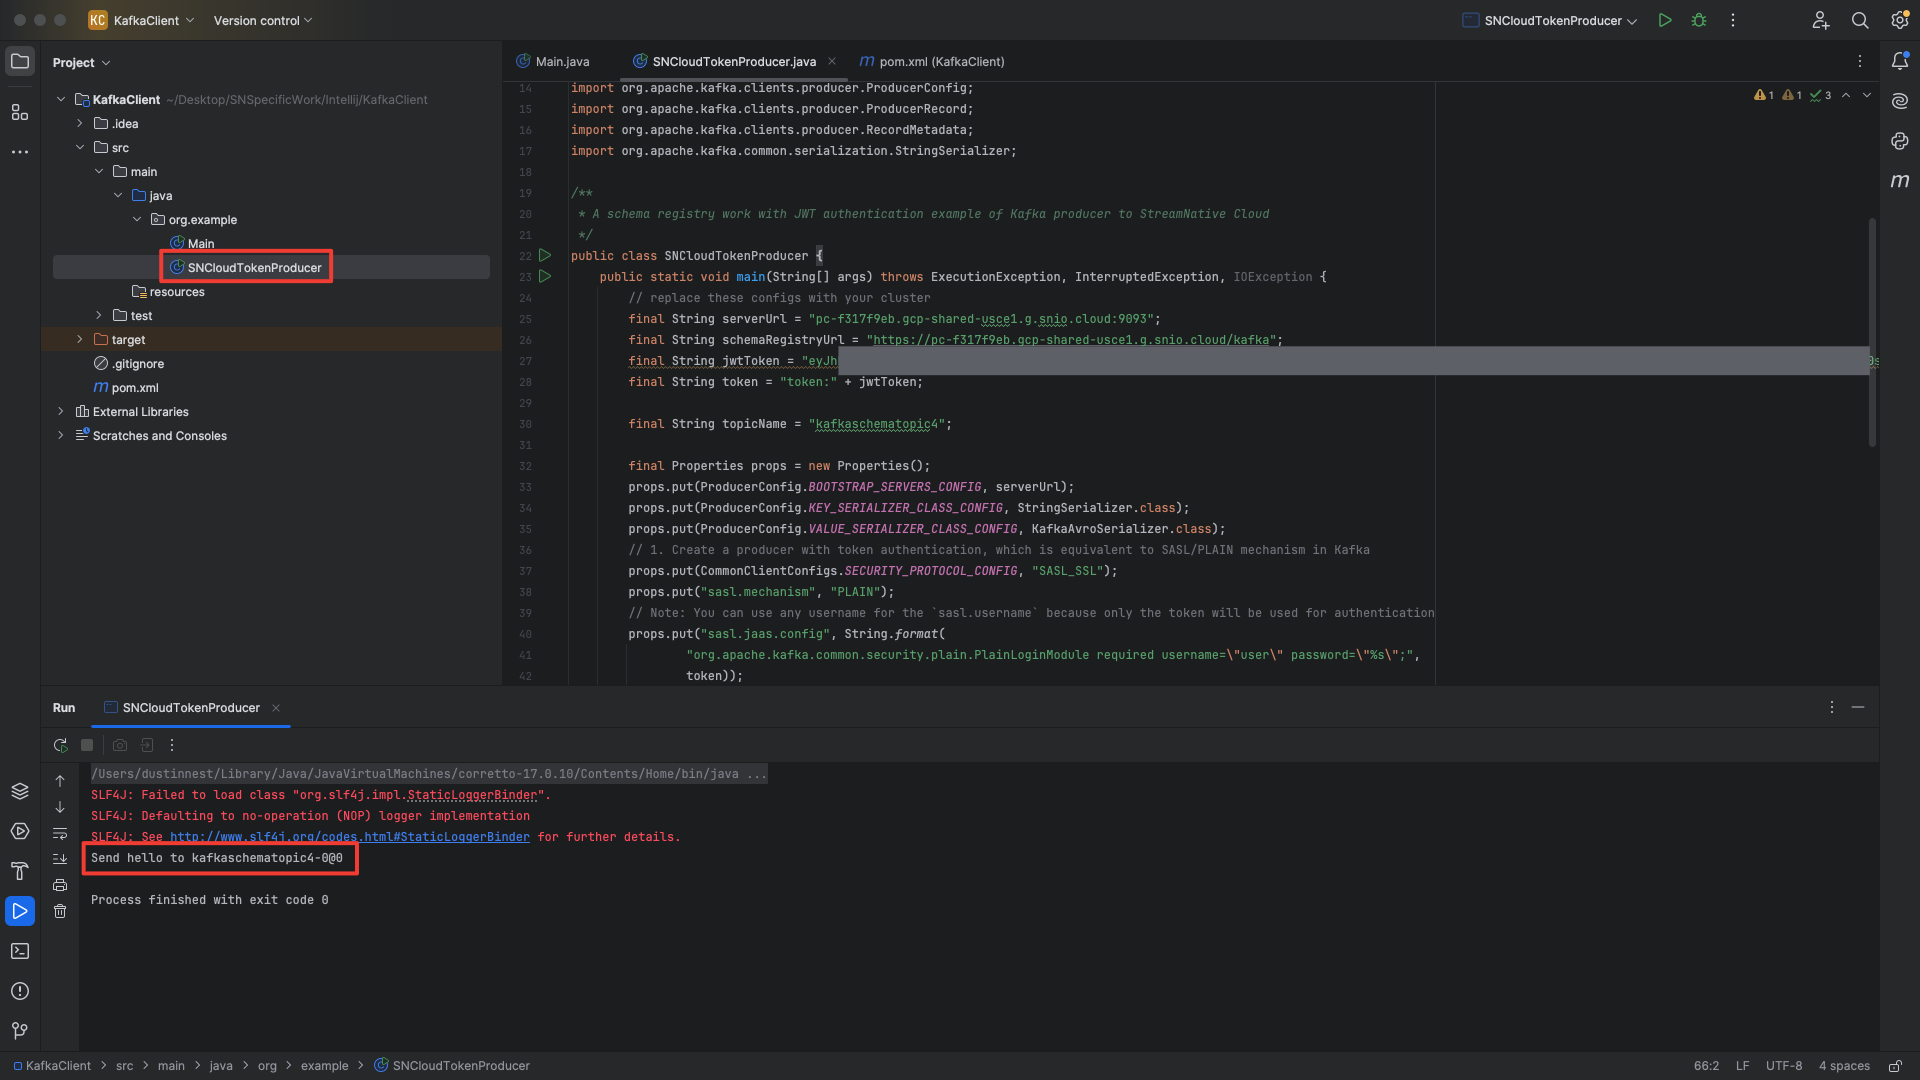 KC KafkaClient Version control SNCloudTokenProducer
Project
KafkaClient ~/Desktop/SNSpecificWork/Intellij/KafkaClient
.idea
src
main
java
org.example
Main
SNCloudTokenProducer
resources
test
target
.gitignore
pom.xml
External Libraries
Scratches and Consoles
Main.java SNCloudTokenProducer.java pom.xml (KafkaClient)
1 1 3
14 import org.apache.kafka.clients.producer.ProducerConfig;
15 import org.apache.kafka.clients.producer.ProducerRecord;
16 import org.apache.kafka.clients.producer.RecordMetadata;
17 import org.apache.kafka.common.serialization.StringSerializer;
18
19 /**
20 * A schema registry work with JWT authentication example of Kafka producer to StreamNative Cloud
21 */
22 public class SNCloudTokenProducer {
23 public static void main(String[] args) throws ExecutionException, InterruptedException, IOException {
24 // replace these configs with your cluster
25 final String serverUrl = "pc-f317f9eb.gcp-shared-usce1.g.snio.cloud:9093";
26 final String schemaRegistryUrl = "https://pc-f317f9eb.gcp-shared-usce1.g.snio.cloud/kafka";
27 final String jwtToken = "eyJh
28 final String token = "token:" + jwtToken;
29
30 final String topicName = "kafkaschematopic4";
31
32 final Properties props = new Properties();
33 props.put(ProducerConfig.BOOTSTRAP_SERVERS_CONFIG, serverUrl);
34 props.put(ProducerConfig.KEY_SERIALIZER_CLASS_CONFIG, StringSerializer.class);
35 props.put(ProducerConfig.VALUE_SERIALIZER_CLASS_CONFIG, KafkaAvroSerializer.class);
36 // 1. Create a producer with token authentication, which is equivalent to SASL/PLAIN mechanism in Kafka
37 props.put(CommonClientConfigs.SECURITY_PROTOCOL_CONFIG, "SASL_SSL");
38 props.put("sasl.mechanism", "PLAIN");
39 // Note: You can use any username for the `sasl.username` because only the token will be used for authentication
40 props.put("sasl.jaas.config", String.format(
41 "org.apache.kafka.common.security.plain.PlainLoginModule required username=\"user\" password=\"%s\";",
42 token));
Run SNCloudTokenProducer
/Users/dustinnest/Library/Java/JavaVirtualMachines/corretto-17.0.10/Contents/Home/bin/java ...
SLF4J: Failed to load class "org.slf4j.impl.StaticLoggerBinder".
SLF4J: Defaulting to no-operation (NOP) logger implementation
SLF4J: See http://www.slf4j.org/codes.html#StaticLoggerBinder for further details.
Send hello to kafkaschematopic4-0@0
Process finished with exit code 0
KafkaClient > src > main > java > org > example > SNCloudTokenProducer 66:2 LF UTF-8 4 spaces